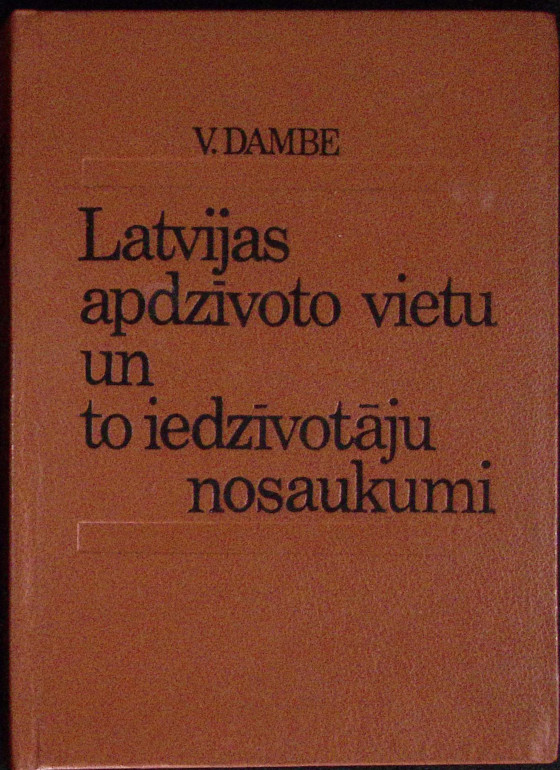 V. DAMBE
Latvijas
apdzīvoto vietu
un
to iedzīvotāju
nosaukumi